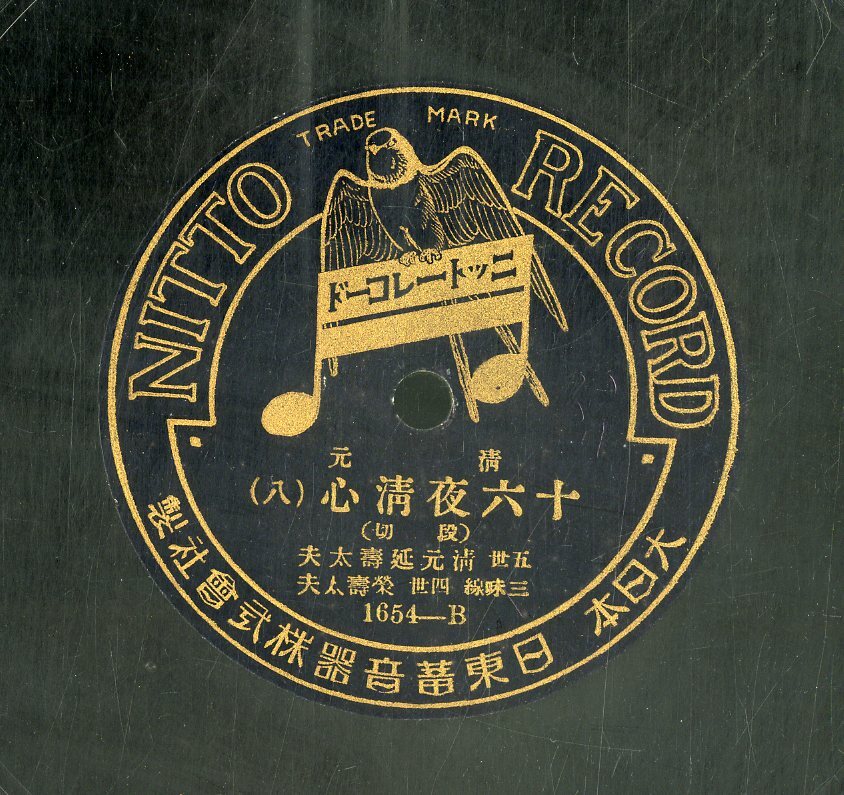 TRADE MARK
NITTO RECORD
ニットーレコード
清元
十六夜清心(八)
(段切)
五世 清元延壽太夫
三味線 四世 榮壽太夫
1654—B
大日本 日東蓄音器株式會社製